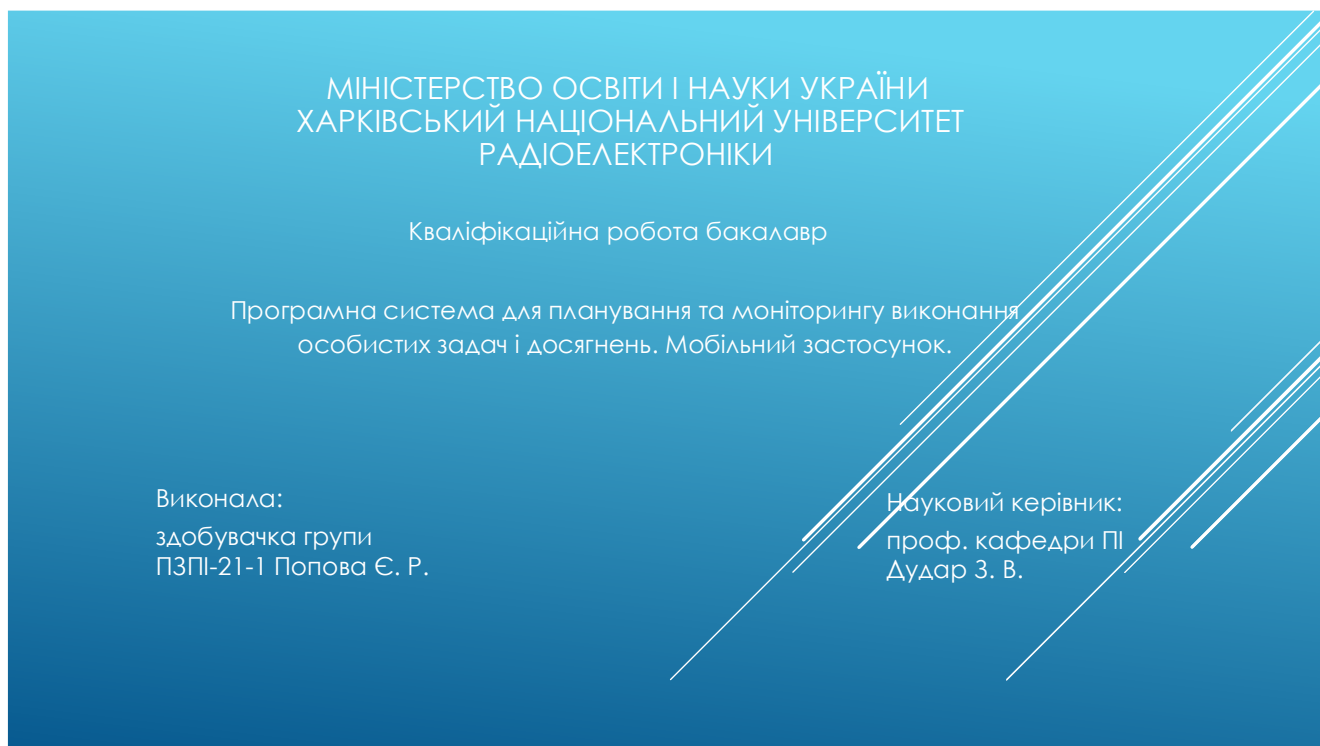 МІНІСТЕРСТВО ОСВІТИ І НАУКИ УКРАЇНИ
ХАРКІВСЬКИЙ НАЦІОНАЛЬНИЙ УНІВЕРСИТЕТ
РАДІОЕЛЕКТРОНІКИ
Кваліфікаційна робота бакалавр
Програмна система для планування та моніторингу виконання
особистих задач і досягнень. Мобільний застосунок.
Виконала:
здобувачка групи
ПЗПІ-21-1 Попова Є. Р.
Науковий керівник:
проф. кафедри ПІ
Дудар З. В.